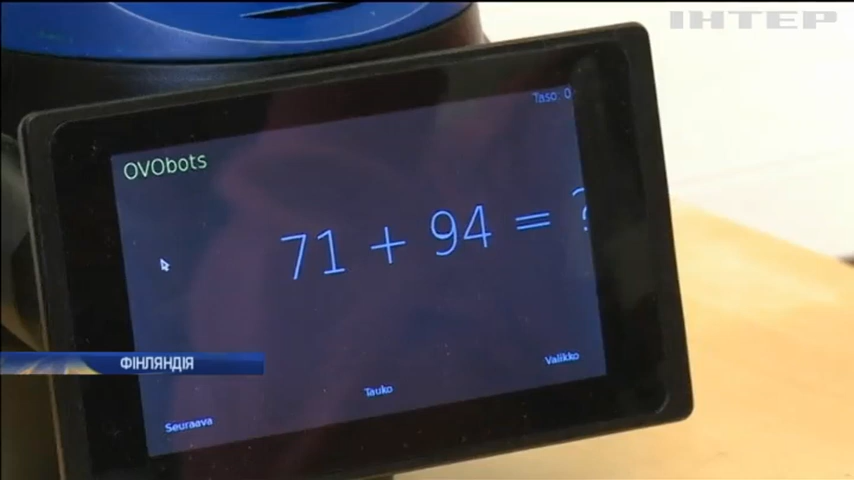 ІНТЕР
Taso: 0
OVObots
71 + 94 = ?
ФІНЛЯНДІЯ
Valikko
Tauko
Seuraava